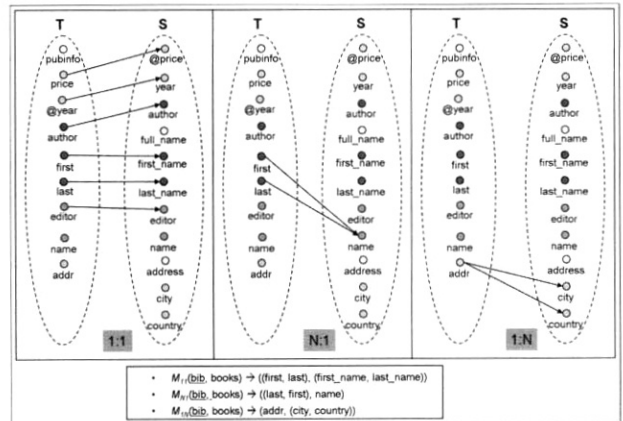 T S
pubinfo
price
@year
author
first
last
editor
name
addr
@price
year
author
full_name
first_name
last_name
editor
name
address
city
country
1:1
T S
pubinfo
price
@year
author
first
last
editor
name
addr
@price
year
author
full_name
first_name
last_name
editor
name
address
city
country
N:1
T S
pubinfo
price
@year
author
first
last
editor
name
addr
@price
year
author
full_name
first_name
last_name
editor
name
address
city
country
1:N
• M11(bib, books) → ((first, last), (first_name, last_name))
• MN1(bib, books) → ((last, first), name)
• M1N(bib, books) → (addr, (city, country))